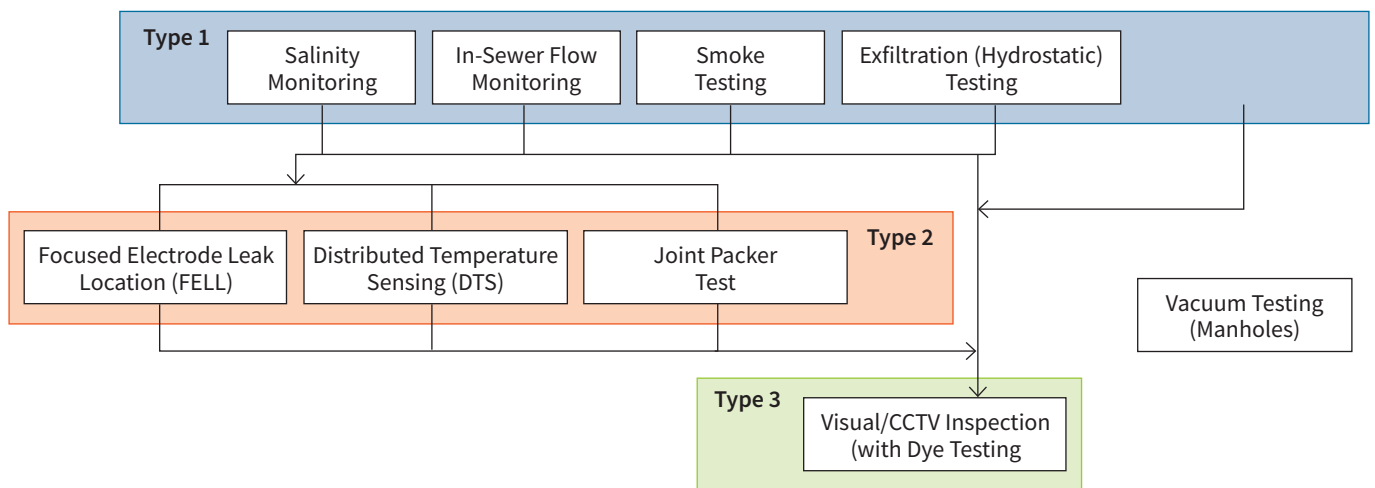 Type 1
Salinity
Monitoring
In-Sewer Flow
Monitoring
Smoke
Testing
Exfiltration (Hydrostatic)
Testing
Type 2
Focused Electrode Leak
Location (FELL)
Distributed Temperature
Sensing (DTS)
Joint Packer
Test
Vacuum Testing
(Manholes)
Type 3
Visual/CCTV Inspection
(with Dye Testing